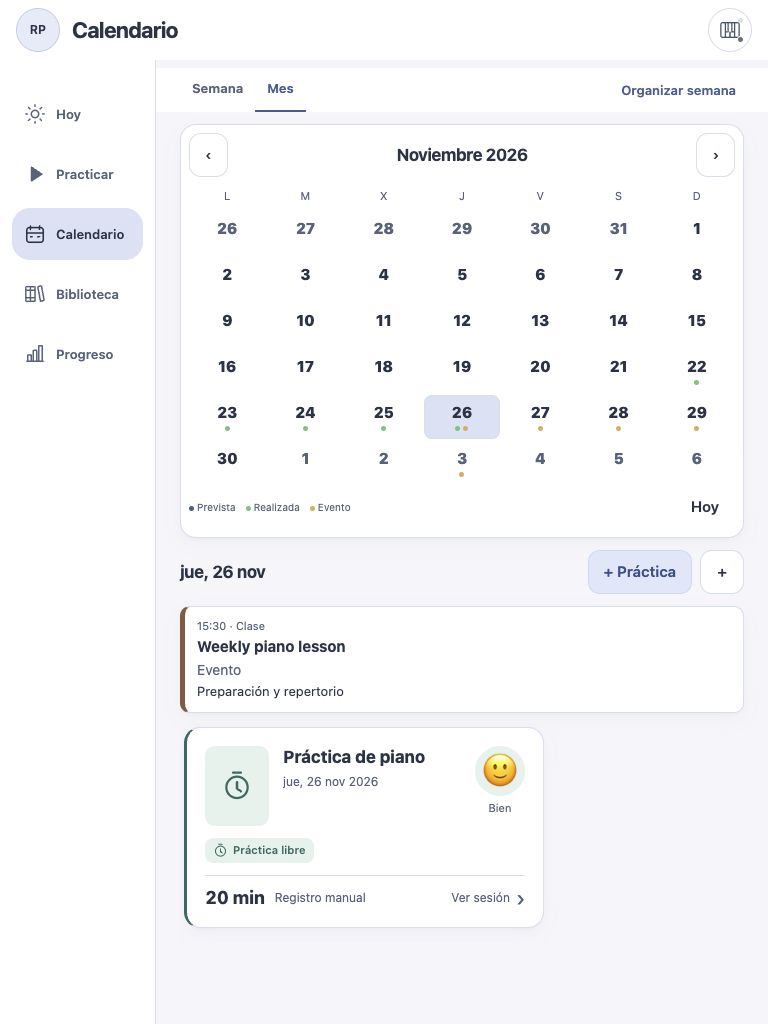 RP
Calendario
Hoy
Practicar
Calendario
Biblioteca
Progreso
Semana Mes
Organizar semana
‹ Noviembre 2026 ›
L M X J V S D
26 27 28 29 30 31 1
2 3 4 5 6 7 8
9 10 11 12 13 14 15
16 17 18 19 20 21 22
23 24 25 26 27 28 29
30 1 2 3 4 5 6
Prevista Realizada Evento
Hoy
jue, 26 nov
+ Práctica
+
15:30 · Clase
Weekly piano lesson
Evento
Preparación y repertorio
Práctica de piano
jue, 26 nov 2026
Bien
Práctica libre
20 min Registro manual
Ver sesión ›